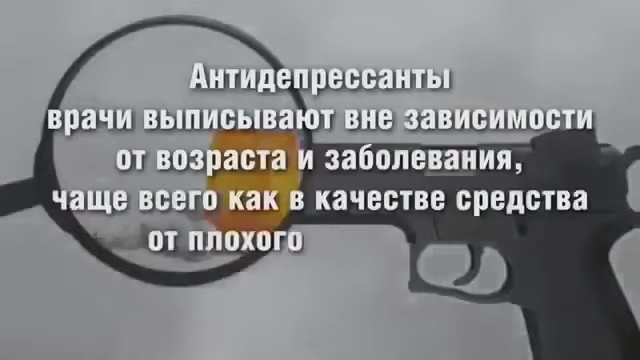 Антидепрессанты
врачи выписывают вне зависимости
от возраста и заболевания,
чаще всего как в качестве средства
от плохого